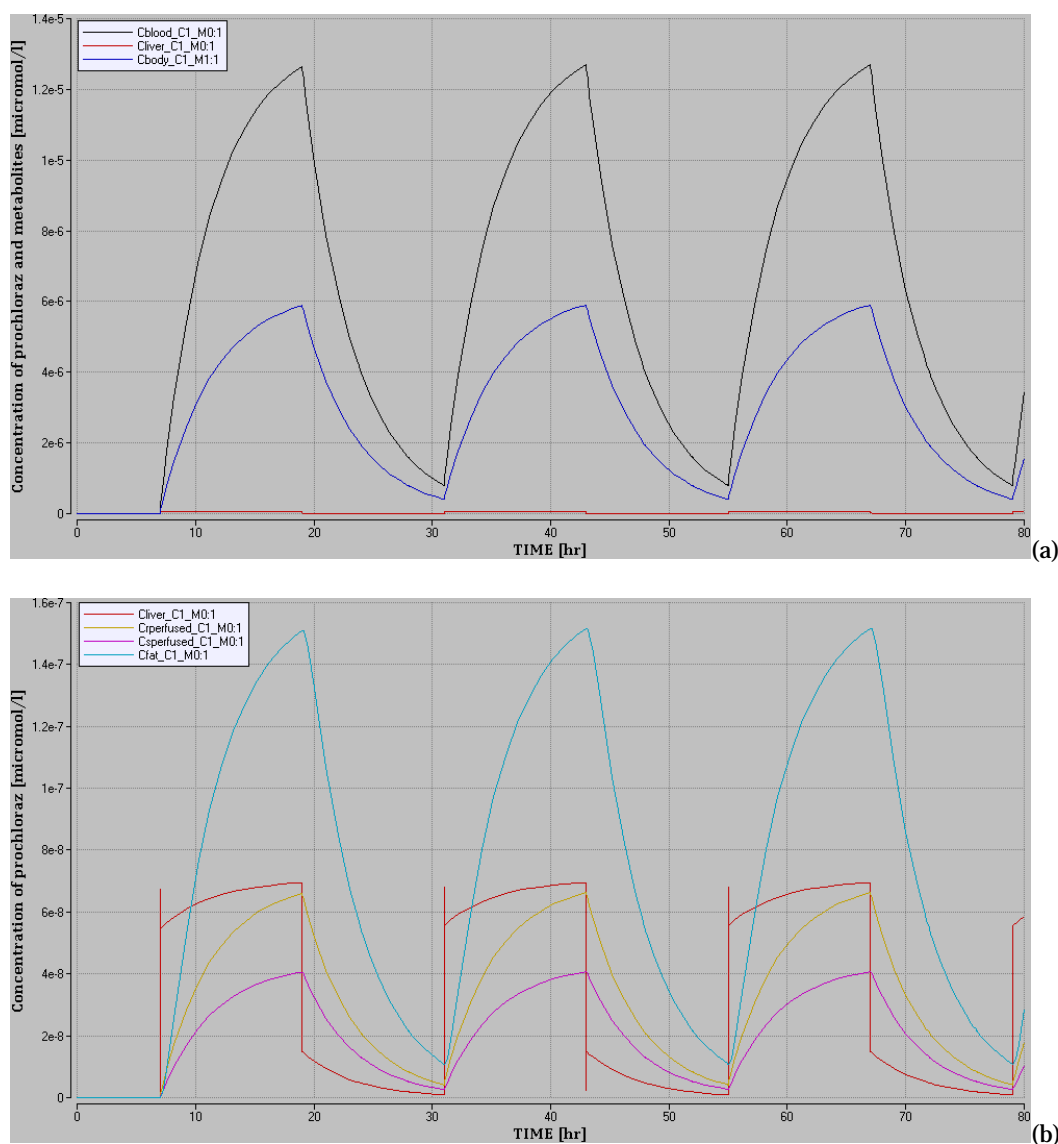 1.4e-5
Cblood_C1_M0:1
Cliver_C1_M0:1
Cbody_C1_M1:1
1.2e-5
1e-5
8e-6
6e-6
4e-6
2e-6
0
Concentration of prochloraz and metabolites [micromol/l]
0 10 20 30 40 50 60 70 80
TIME [hr]
(a)
1.6e-7
Cliver_C1_M0:1
Crperfused_C1_M0:1
Csperfused_C1_M0:1
Cfat_C1_M0:1
1.4e-7
1.2e-7
1e-7
8e-8
6e-8
4e-8
2e-8
0
Concentration of prochloraz [micromol/l]
0 10 20 30 40 50 60 70 80
TIME [hr]
(b)